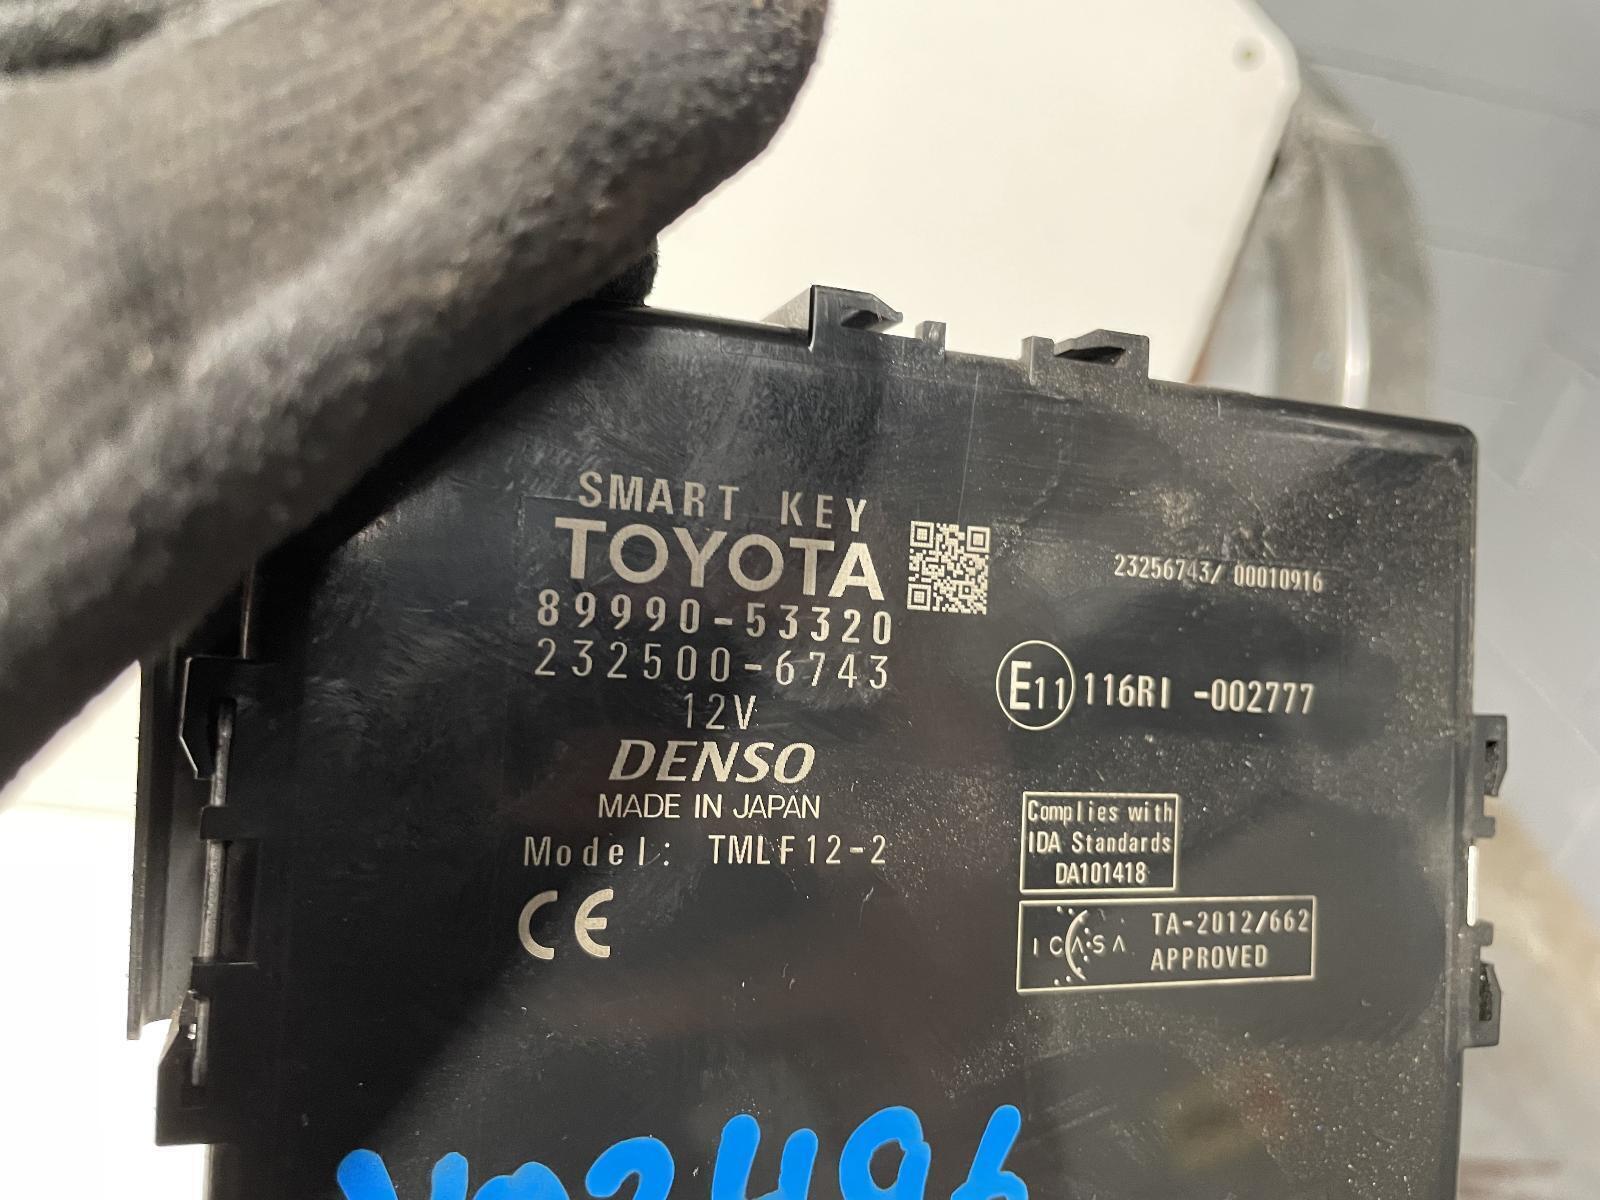 SMART KEY
TOYOTA
89990-53320
232500-6743
12V
DENSO
MADE IN JAPAN
Model: TMLF12-2
CE
23256743/ 00010916
E11 116RI -002777
Complies with
IDA Standards
DA101418
ICASA
TA-2012/662
APPROVED